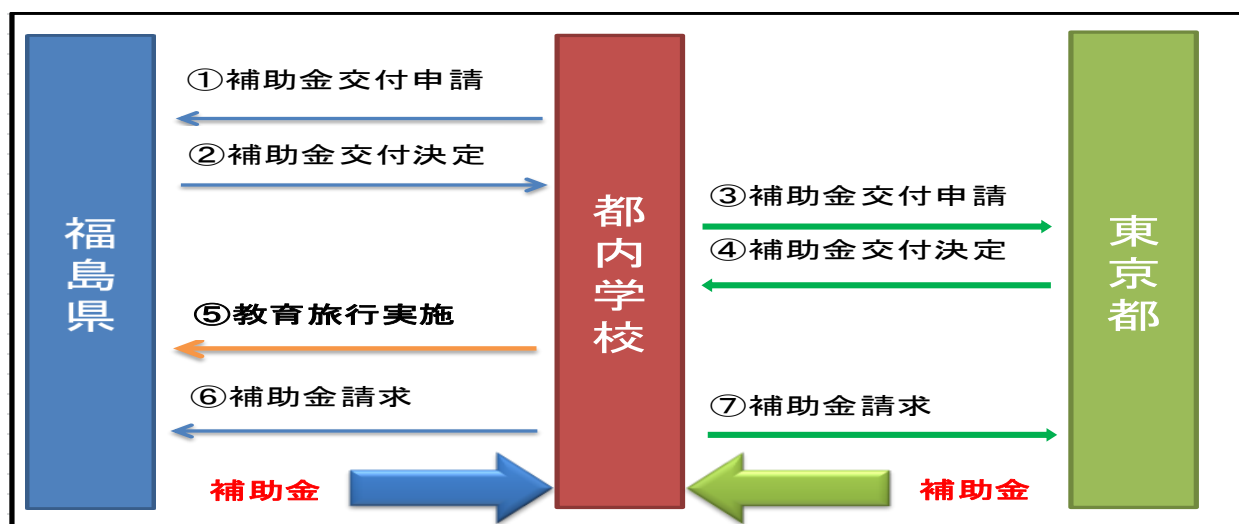 福島県
①補助金交付申請
②補助金交付決定
⑤教育旅行実施
⑥補助金請求
補助金
都内学校
③補助金交付申請
④補助金交付決定
⑦補助金請求
補助金
東京都